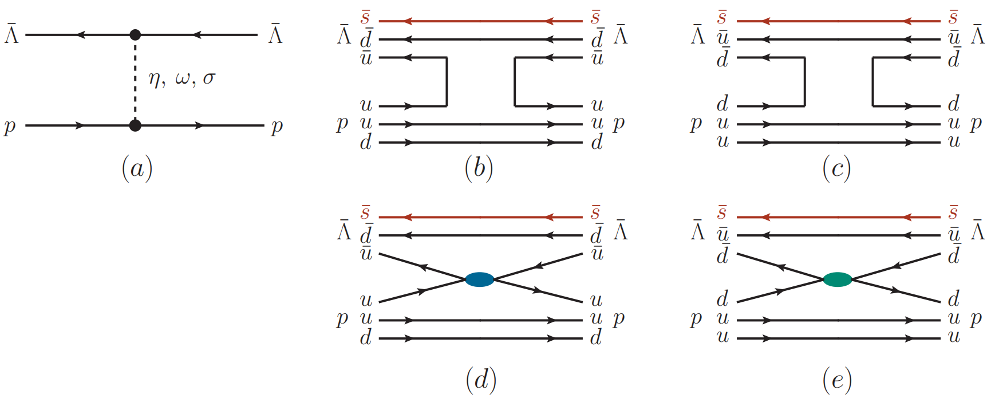 Λ̄ Λ̄
η, ω, σ
p p
(a)
s̄ s̄
Λ̄ d̄ d̄ Λ̄
ū ū
u u
p u u p
d d
(b)
s̄ s̄
Λ̄ ū ū Λ̄
d̄ d̄
d d
p u u p
u u
(c)
s̄ s̄
Λ̄ d̄ d̄ Λ̄
ū ū
u u
p u u p
d d
(d)
s̄ s̄
Λ̄ ū ū Λ̄
d̄ d̄
d d
p u u p
u u
(e)